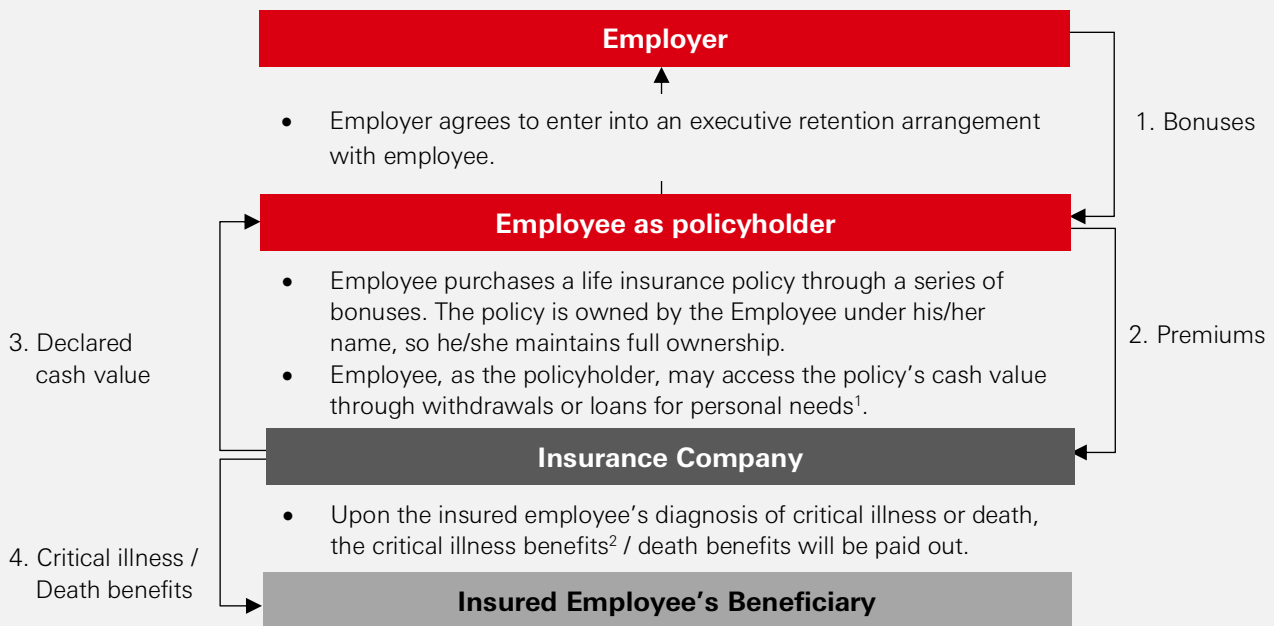 Employer
• Employer agrees to enter into an executive retention arrangement
with employee.
1. Bonuses
Employee as policyholder
• Employee purchases a life insurance policy through a series of
bonuses. The policy is owned by the Employee under his/her
name, so he/she maintains full ownership.
• Employee, as the policyholder, may access the policy’s cash value
through withdrawals or loans for personal needs¹.
3. Declared
cash value
2. Premiums
Insurance Company
• Upon the insured employee’s diagnosis of critical illness or death,
the critical illness benefits² / death benefits will be paid out.
4. Critical illness /
Death benefits
Insured Employee’s Beneficiary